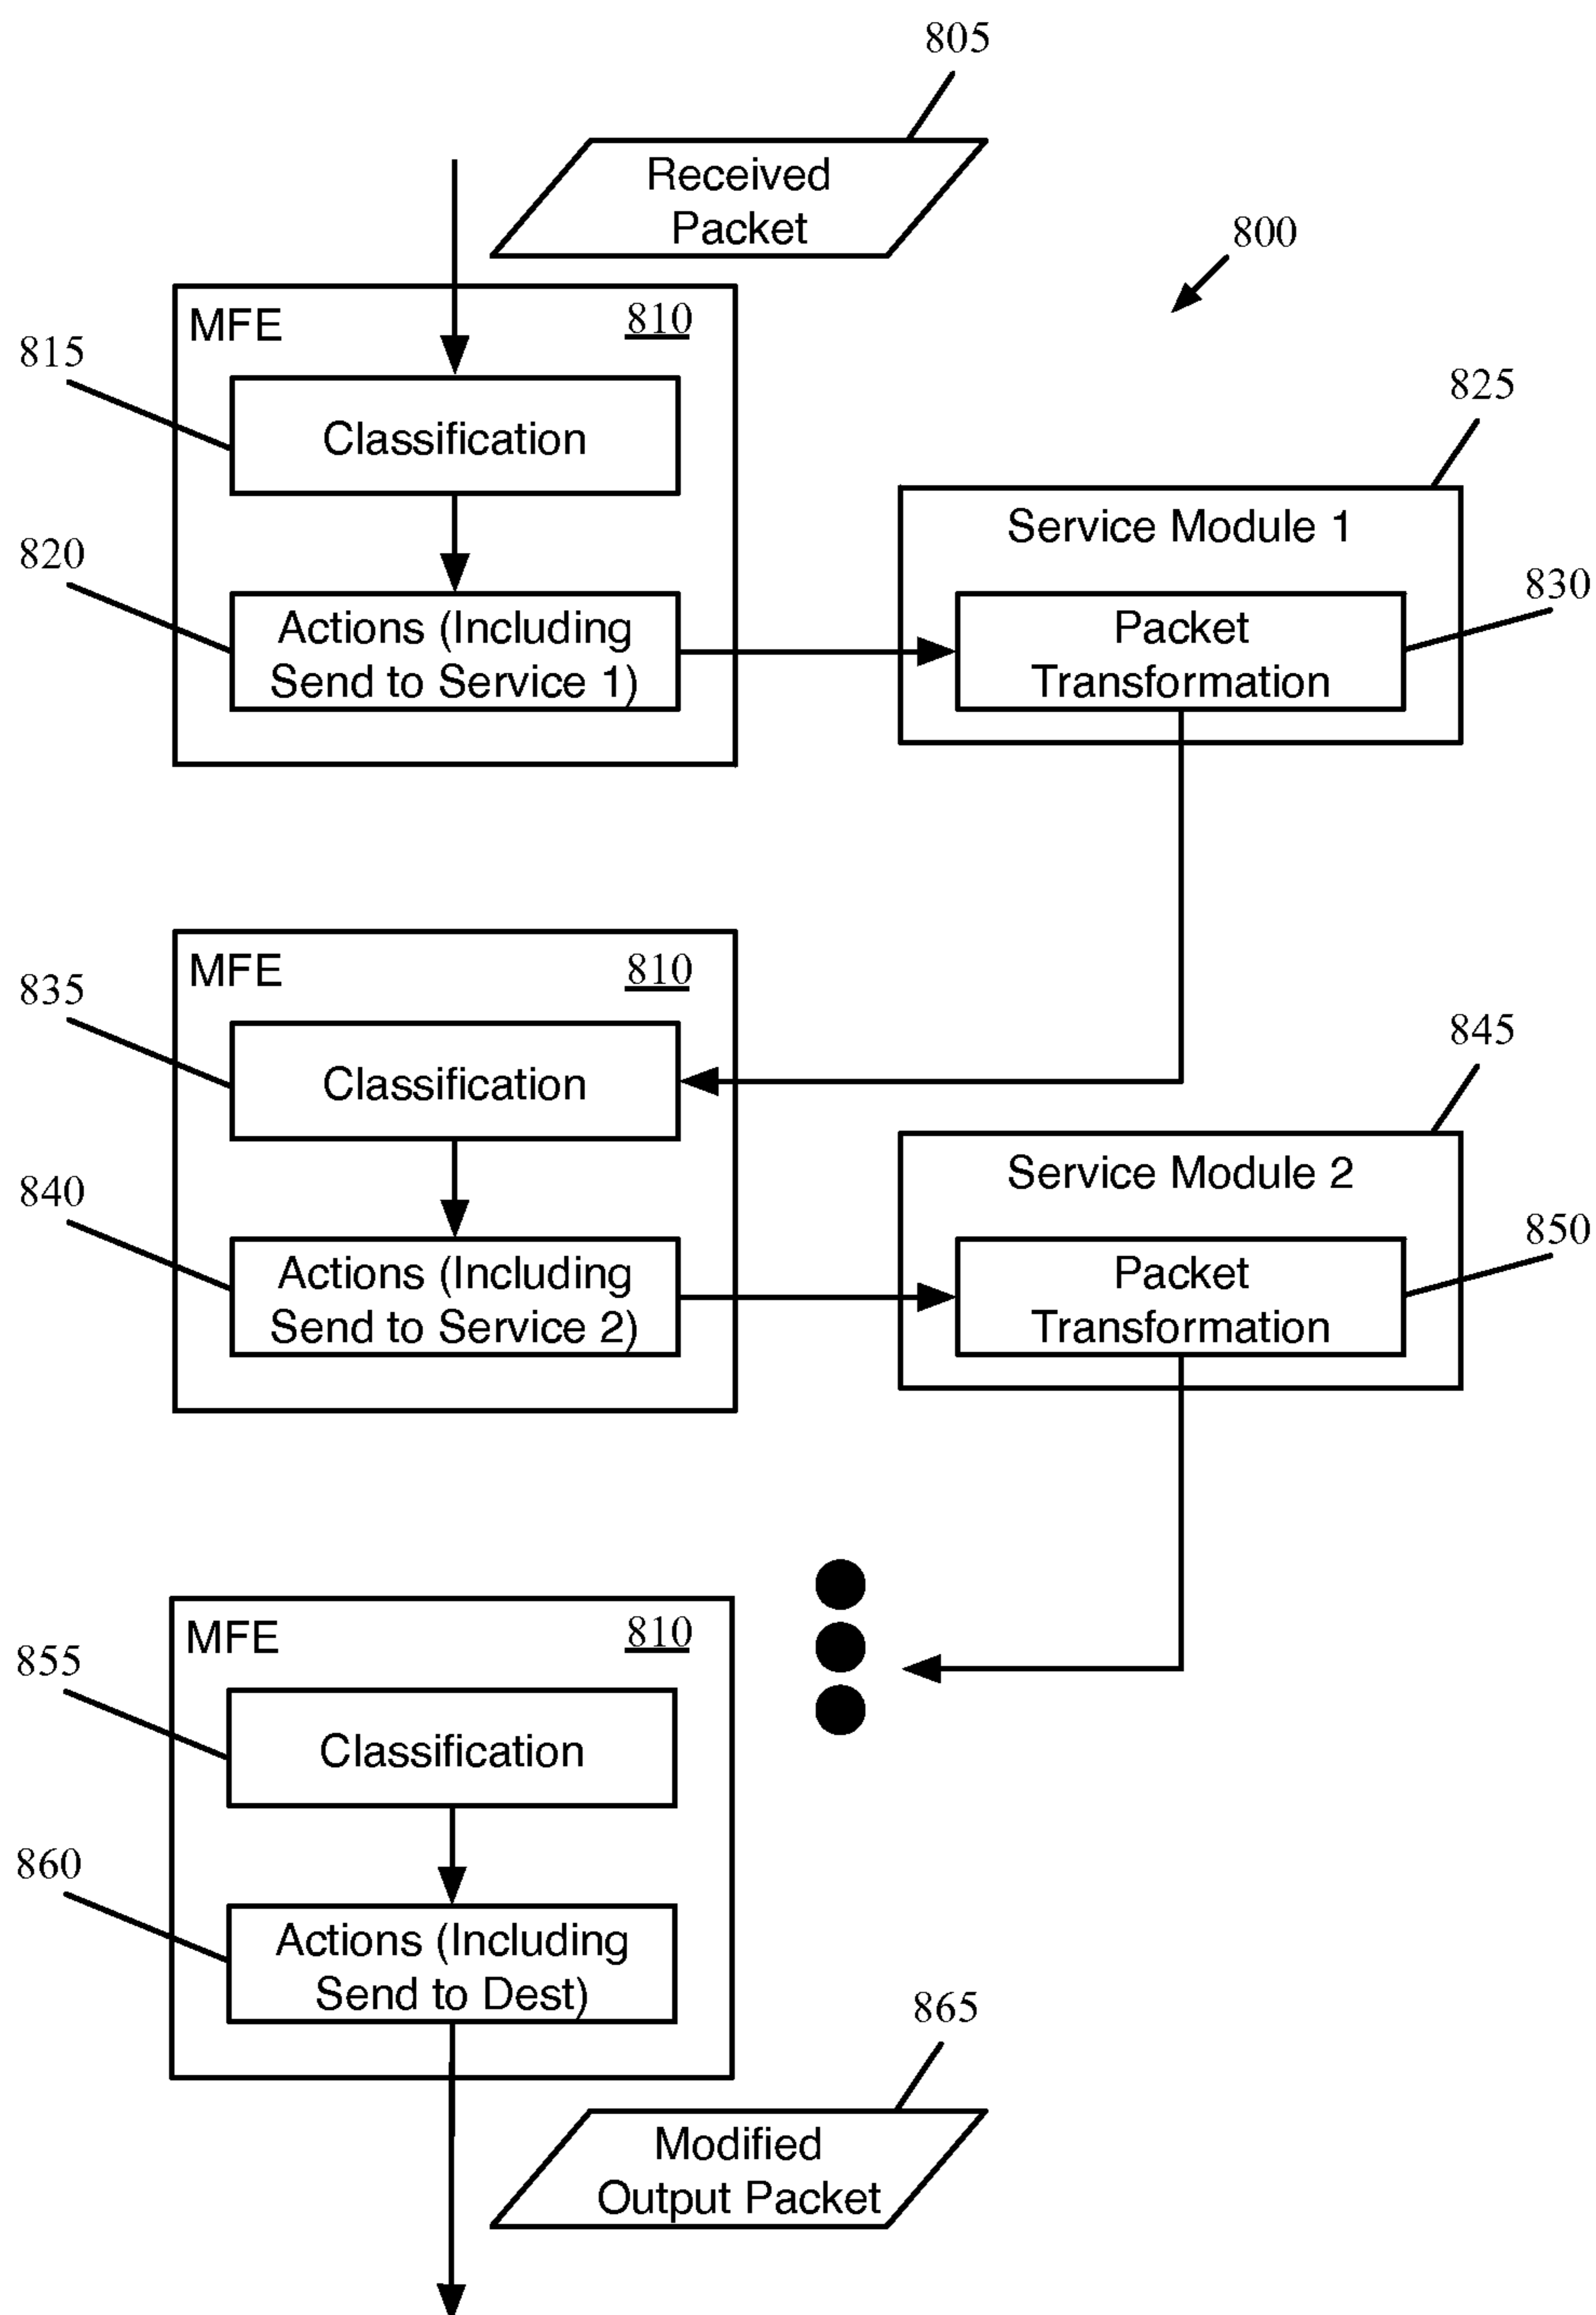 805
Received
Packet
800
MFE 810
815
Classification
825
Service Module 1
820
Actions (Including
Send to Service 1)
830
Packet
Transformation
MFE 810
835
Classification
845
Service Module 2
840
Actions (Including
Send to Service 2)
850
Packet
Transformation
MFE 810
855
Classification
860
Actions (Including
Send to Dest)
865
Modified
Output Packet